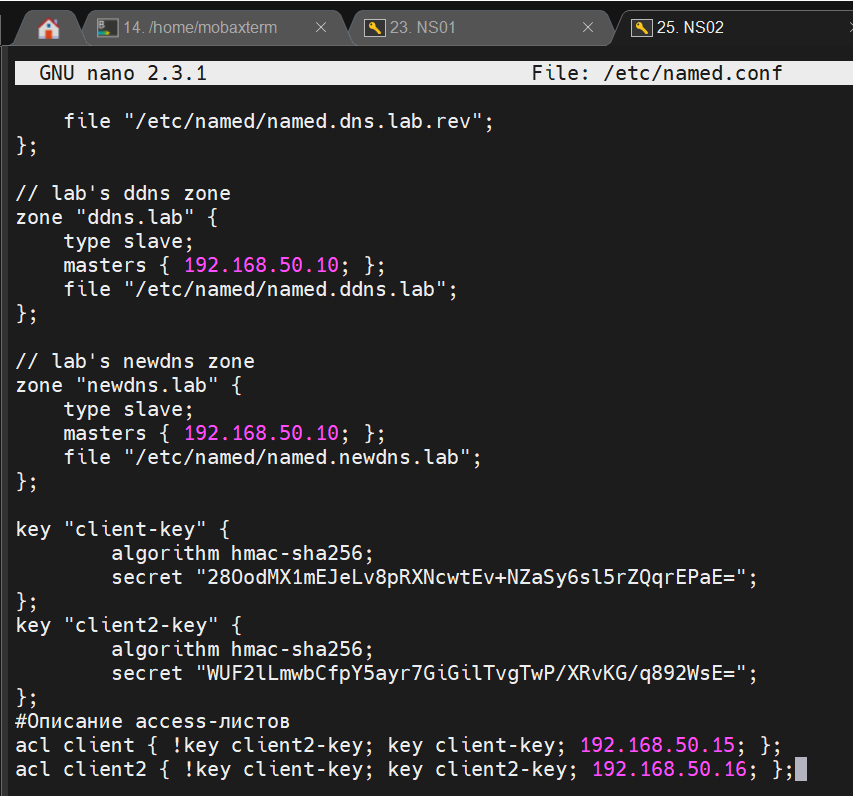 14. /home/mobaxterm
23. NS01
25. NS02
GNU nano 2.3.1 File: /etc/named.conf
file "/etc/named/named.dns.lab.rev";
};
// lab's ddns zone
zone "ddns.lab" {
type slave;
masters { 192.168.50.10; };
file "/etc/named/named.ddns.lab";
};
// lab's newdns zone
zone "newdns.lab" {
type slave;
masters { 192.168.50.10; };
file "/etc/named/named.newdns.lab";
};
key "client-key" {
algorithm hmac-sha256;
secret "28OodMX1mEJeLv8pRXNcwtEv+NZaSy6sl5rZQqrEPaE=";
};
key "client2-key" {
algorithm hmac-sha256;
secret "WUF2lLmwbCfpY5ayr7GiGilTvgTwP/XRvKG/q892WsE=";
};
#Описание access-листов
acl client { !key client2-key; key client-key; 192.168.50.15; };
acl client2 { !key client-key; key client2-key; 192.168.50.16; };